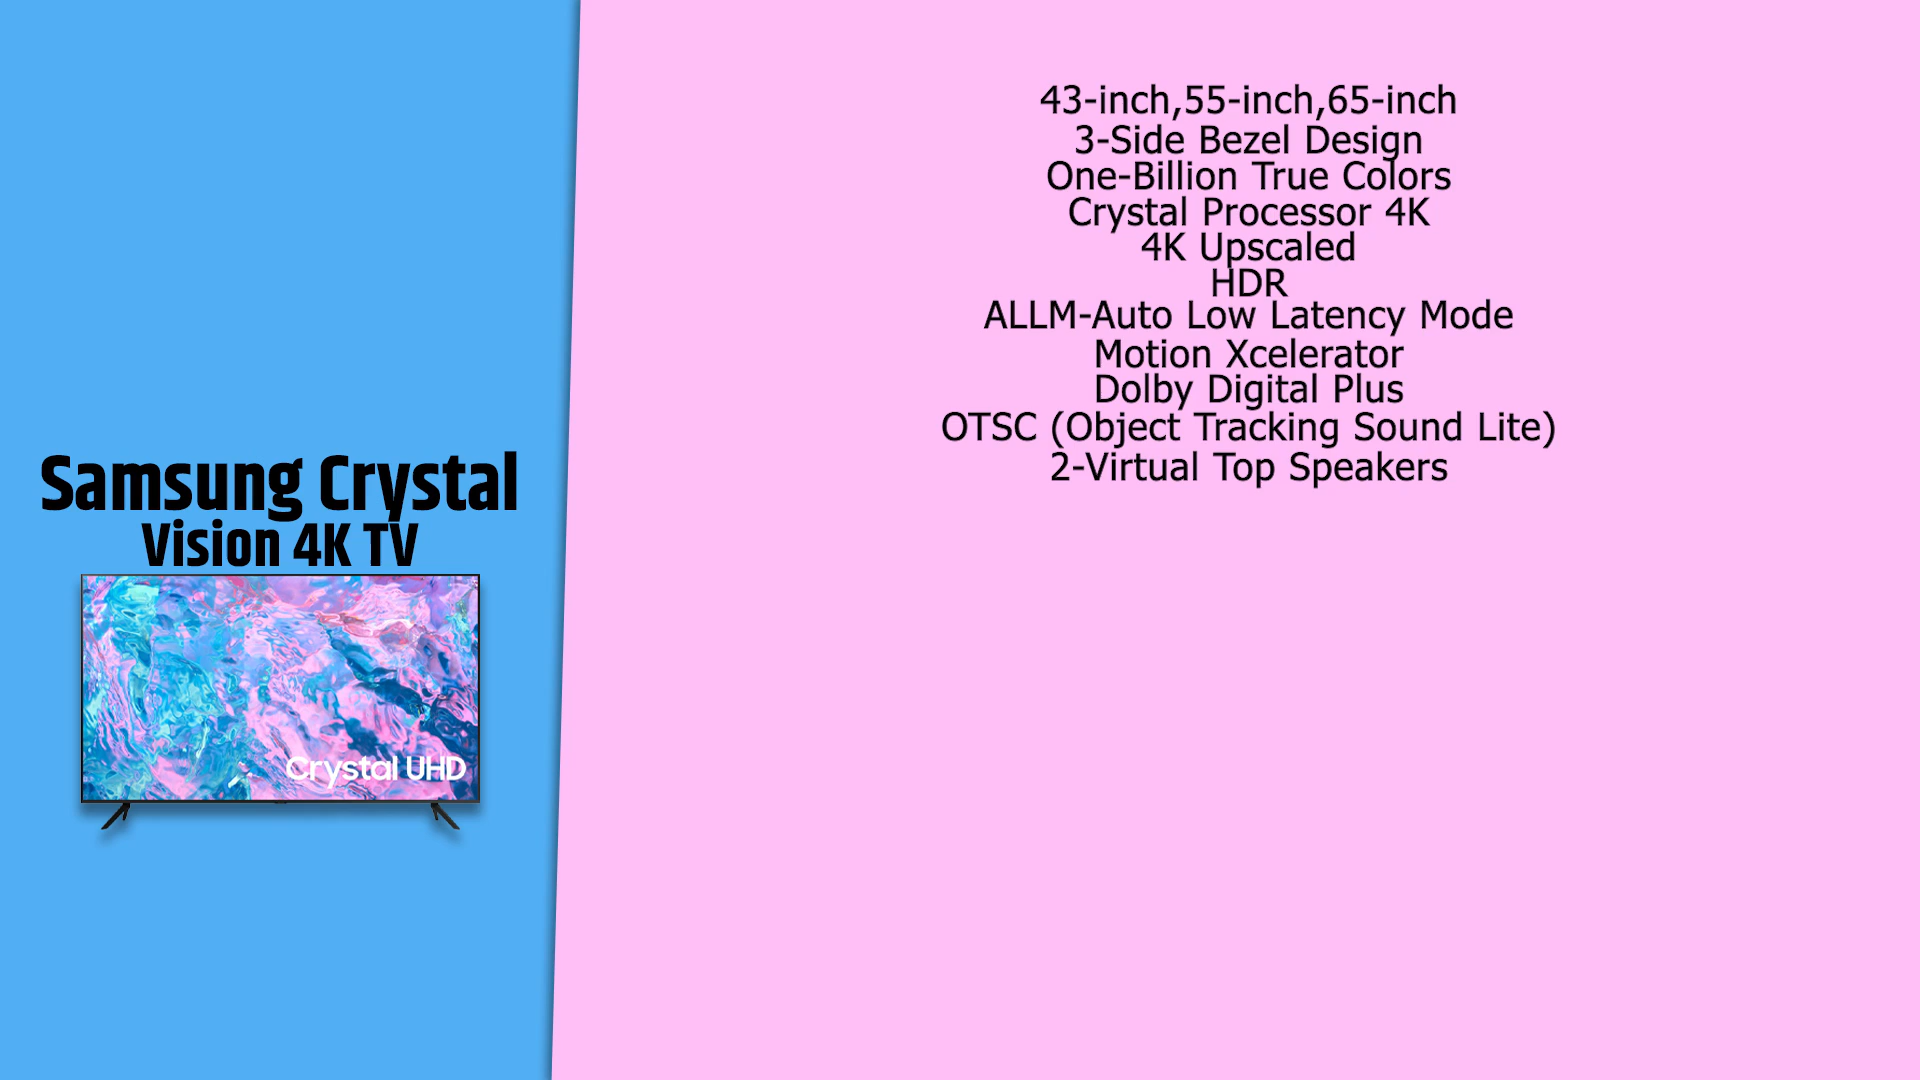 Samsung Crystal
Vision 4K TV
Crystal UHD
43-inch,55-inch,65-inch
3-Side Bezel Design
One-Billion True Colors
Crystal Processor 4K
4K Upscaled
HDR
ALLM-Auto Low Latency Mode
Motion Xcelerator
Dolby Digital Plus
OTSC (Object Tracking Sound Lite)
2-Virtual Top Speakers